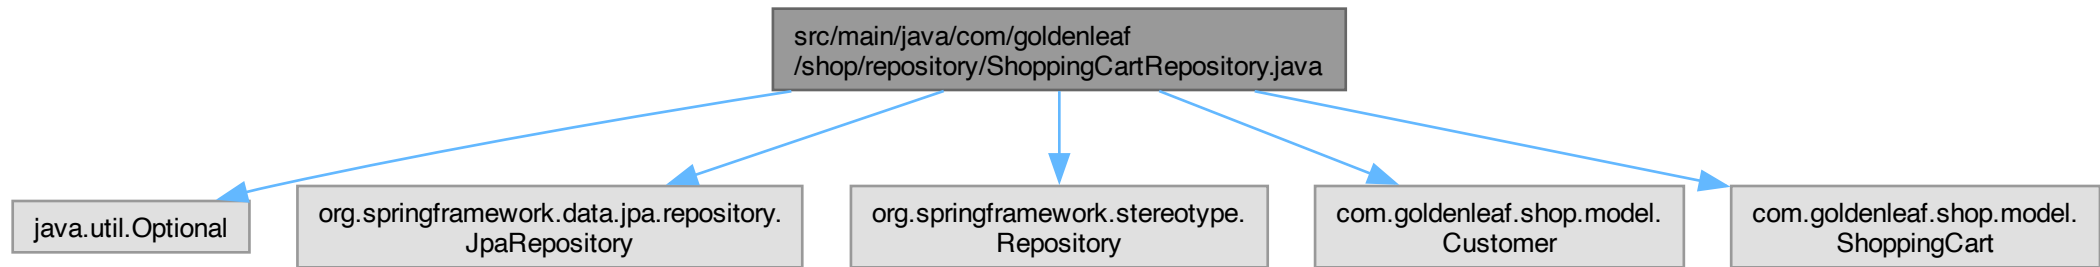 src/main/java/com/goldenleaf
/shop/repository/ShoppingCartRepository.java
java.util.Optional
org.springframework.data.jpa.repository.
JpaRepository
org.springframework.stereotype.
Repository
com.goldenleaf.shop.model.
Customer
com.goldenleaf.shop.model.
ShoppingCart